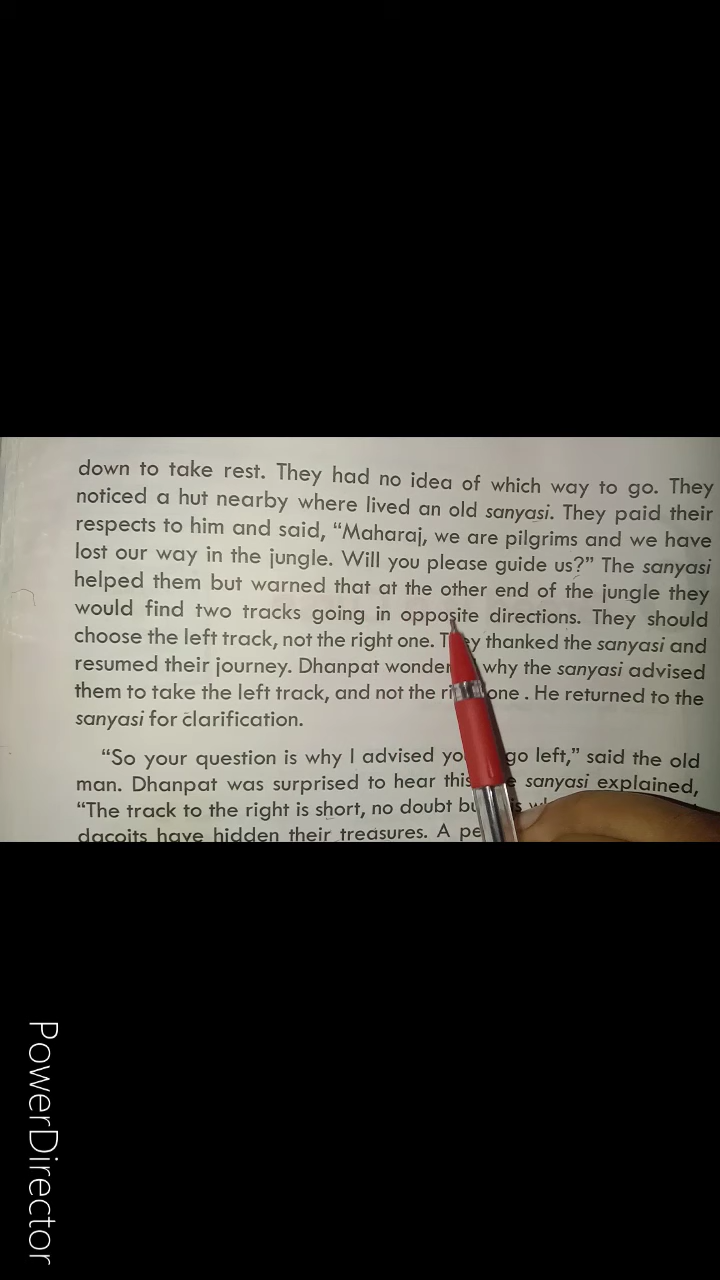 down to take rest. They had no idea of which way to go. They
noticed a hut nearby where lived an old sanyasi. They paid their
respects to him and said, “Maharaj, we are pilgrims and we have
lost our way in the jungle. Will you please guide us?” The sanyasi
helped them but warned that at the other end of the jungle they
would find two tracks going in opposite directions. They should
choose the left track, not the right one. They thanked the sanyasi and
resumed their journey. Dhanpat wonder why the sanyasi advised
them to take the left track, and not the one . He returned to the
sanyasi for clarification.
“So your question is why I advised go left,” said the old
man. Dhanpat was surprised to hear this sanyasi explained,
“The track to the right is short, no doubt
dacoits have hidden their treasures. A
PowerDirector